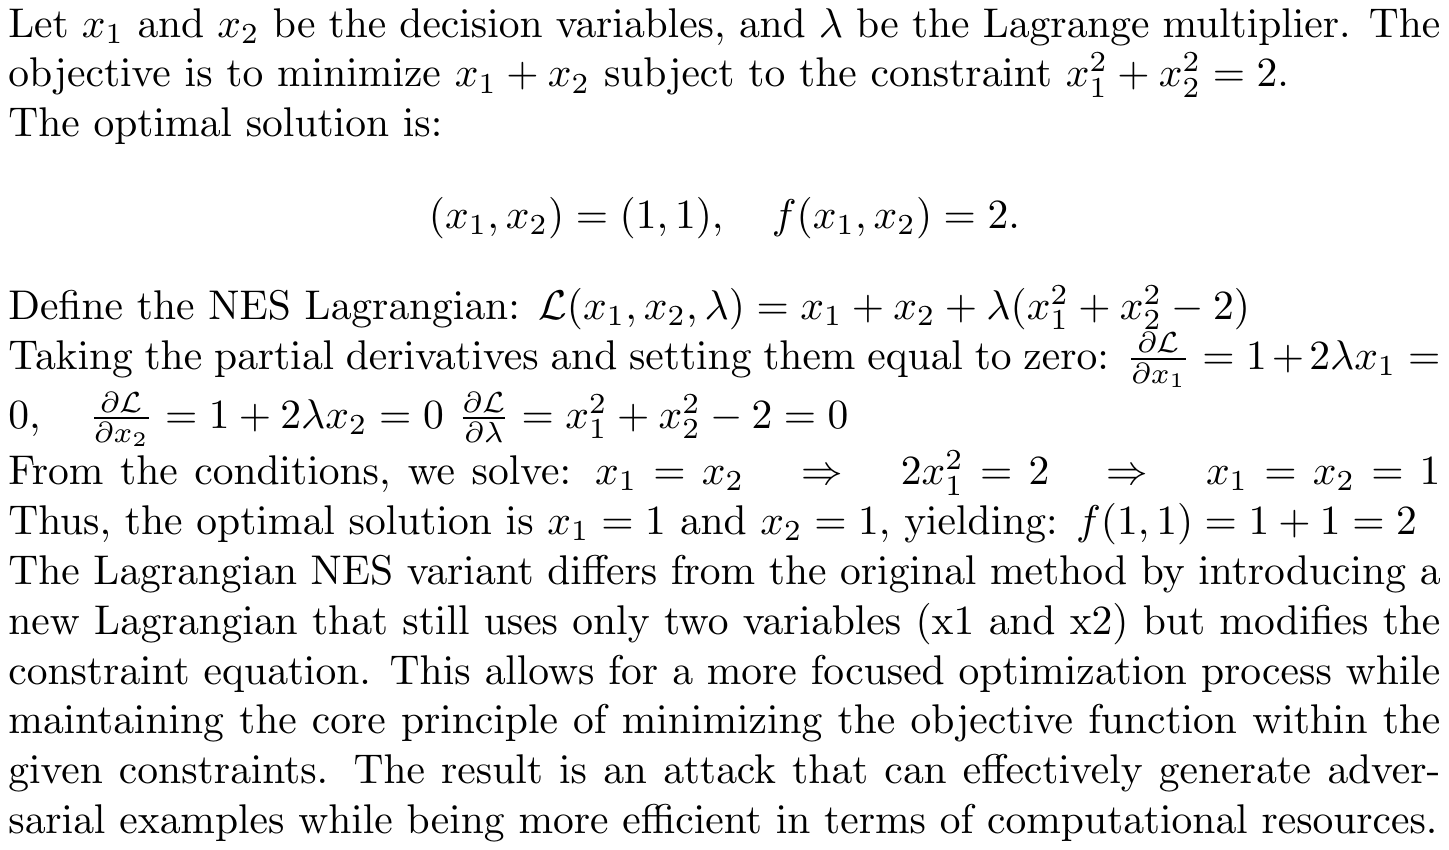 Let $x_1$ and $x_2$ be the decision variables, and $\lambda$ be the Lagrange multiplier. The
objective is to minimize $x_1 + x_2$ subject to the constraint $x_1^2 + x_2^2 = 2$.
The optimal solution is:
$(x_1, x_2) = (1, 1), \quad f(x_1, x_2) = 2.$
Define the NES Lagrangian: $\mathcal{L}(x_1, x_2, \lambda) = x_1 + x_2 + \lambda(x_1^2 + x_2^2 - 2)$
Taking the partial derivatives and setting them equal to zero: $\frac{\partial \mathcal{L}}{\partial x_1} = 1 + 2\lambda x_1 =$
$0, \quad \frac{\partial \mathcal{L}}{\partial x_2} = 1 + 2\lambda x_2 = 0$ $\frac{\partial \mathcal{L}}{\partial \lambda} = x_1^2 + x_2^2 - 2 = 0$
From the conditions, we solve: $x_1 = x_2 \quad \Rightarrow \quad 2x_1^2 = 2 \quad \Rightarrow \quad x_1 = x_2 = 1$
Thus, the optimal solution is $x_1 = 1$ and $x_2 = 1$, yielding: $f(1, 1) = 1 + 1 = 2$
The Lagrangian NES variant differs from the original method by introducing a
new Lagrangian that still uses only two variables (x1 and x2) but modifies the
constraint equation. This allows for a more focused optimization process while
maintaining the core principle of minimizing the objective function within the
given constraints. The result is an attack that can effectively generate adver-
sarial examples while being more efficient in terms of computational resources.